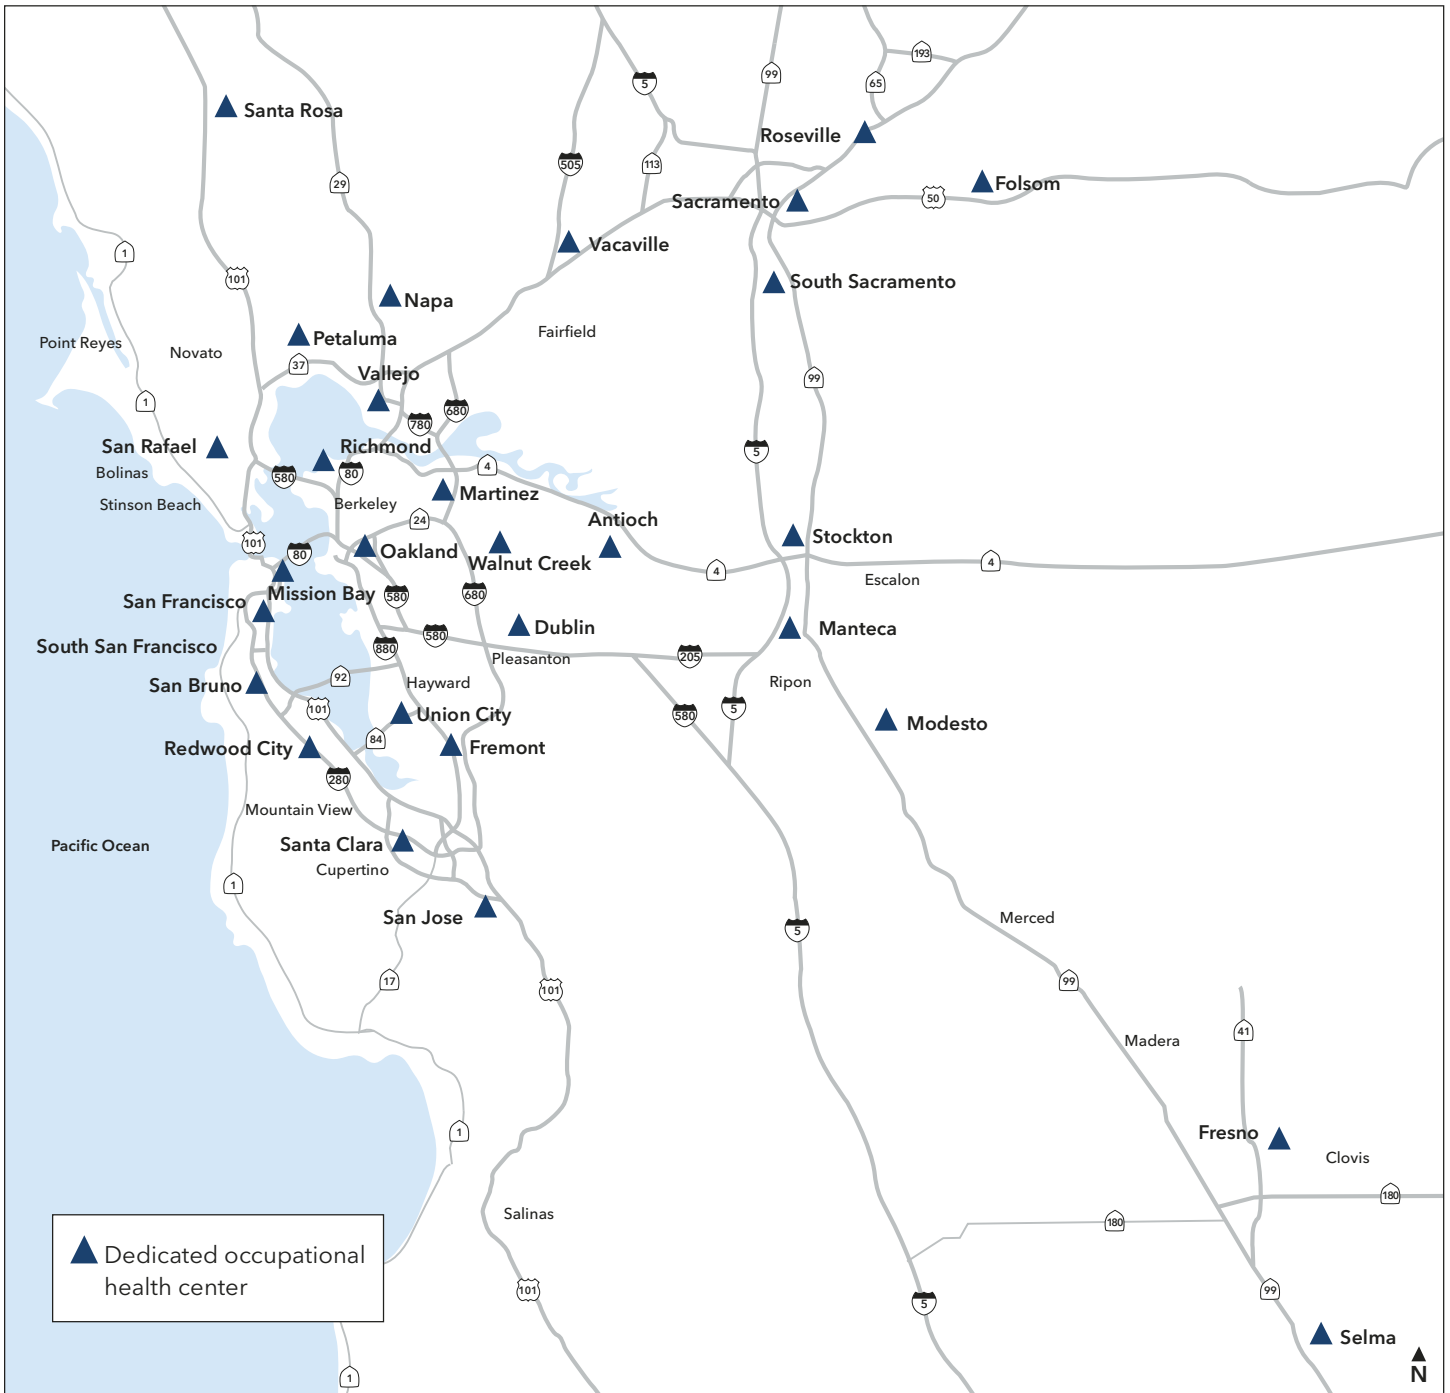 193
5
99
65
Santa Rosa
Roseville
505
113
29
Folsom
50
Sacramento
Vacaville
1
101
South Sacramento
Napa
Fairfield
Petaluma
Point Reyes
Novato
37
Vallejo
99
1
680
780
San Rafael
Richmond
5
Bolinas
580
80
4
Martinez
Stinson Beach
Berkeley
24
Antioch
Stockton
101
80
Oakland
Walnut Creek
4
4
Escalon
Mission Bay
580
680
San Francisco
Dublin
Manteca
580
South San Francisco
880
Pleasanton
205
92
Hayward
Ripon
San Bruno
101
Union City
580
5
Modesto
84
Redwood City
Fremont
280
Mountain View
Santa Clara
Pacific Ocean
Cupertino
1
San Jose
Merced
5
17
99
101
41
Madera
1
Fresno
Clovis
180
Salinas
180
Dedicated occupational
health center
101
99
5
Selma
1
N